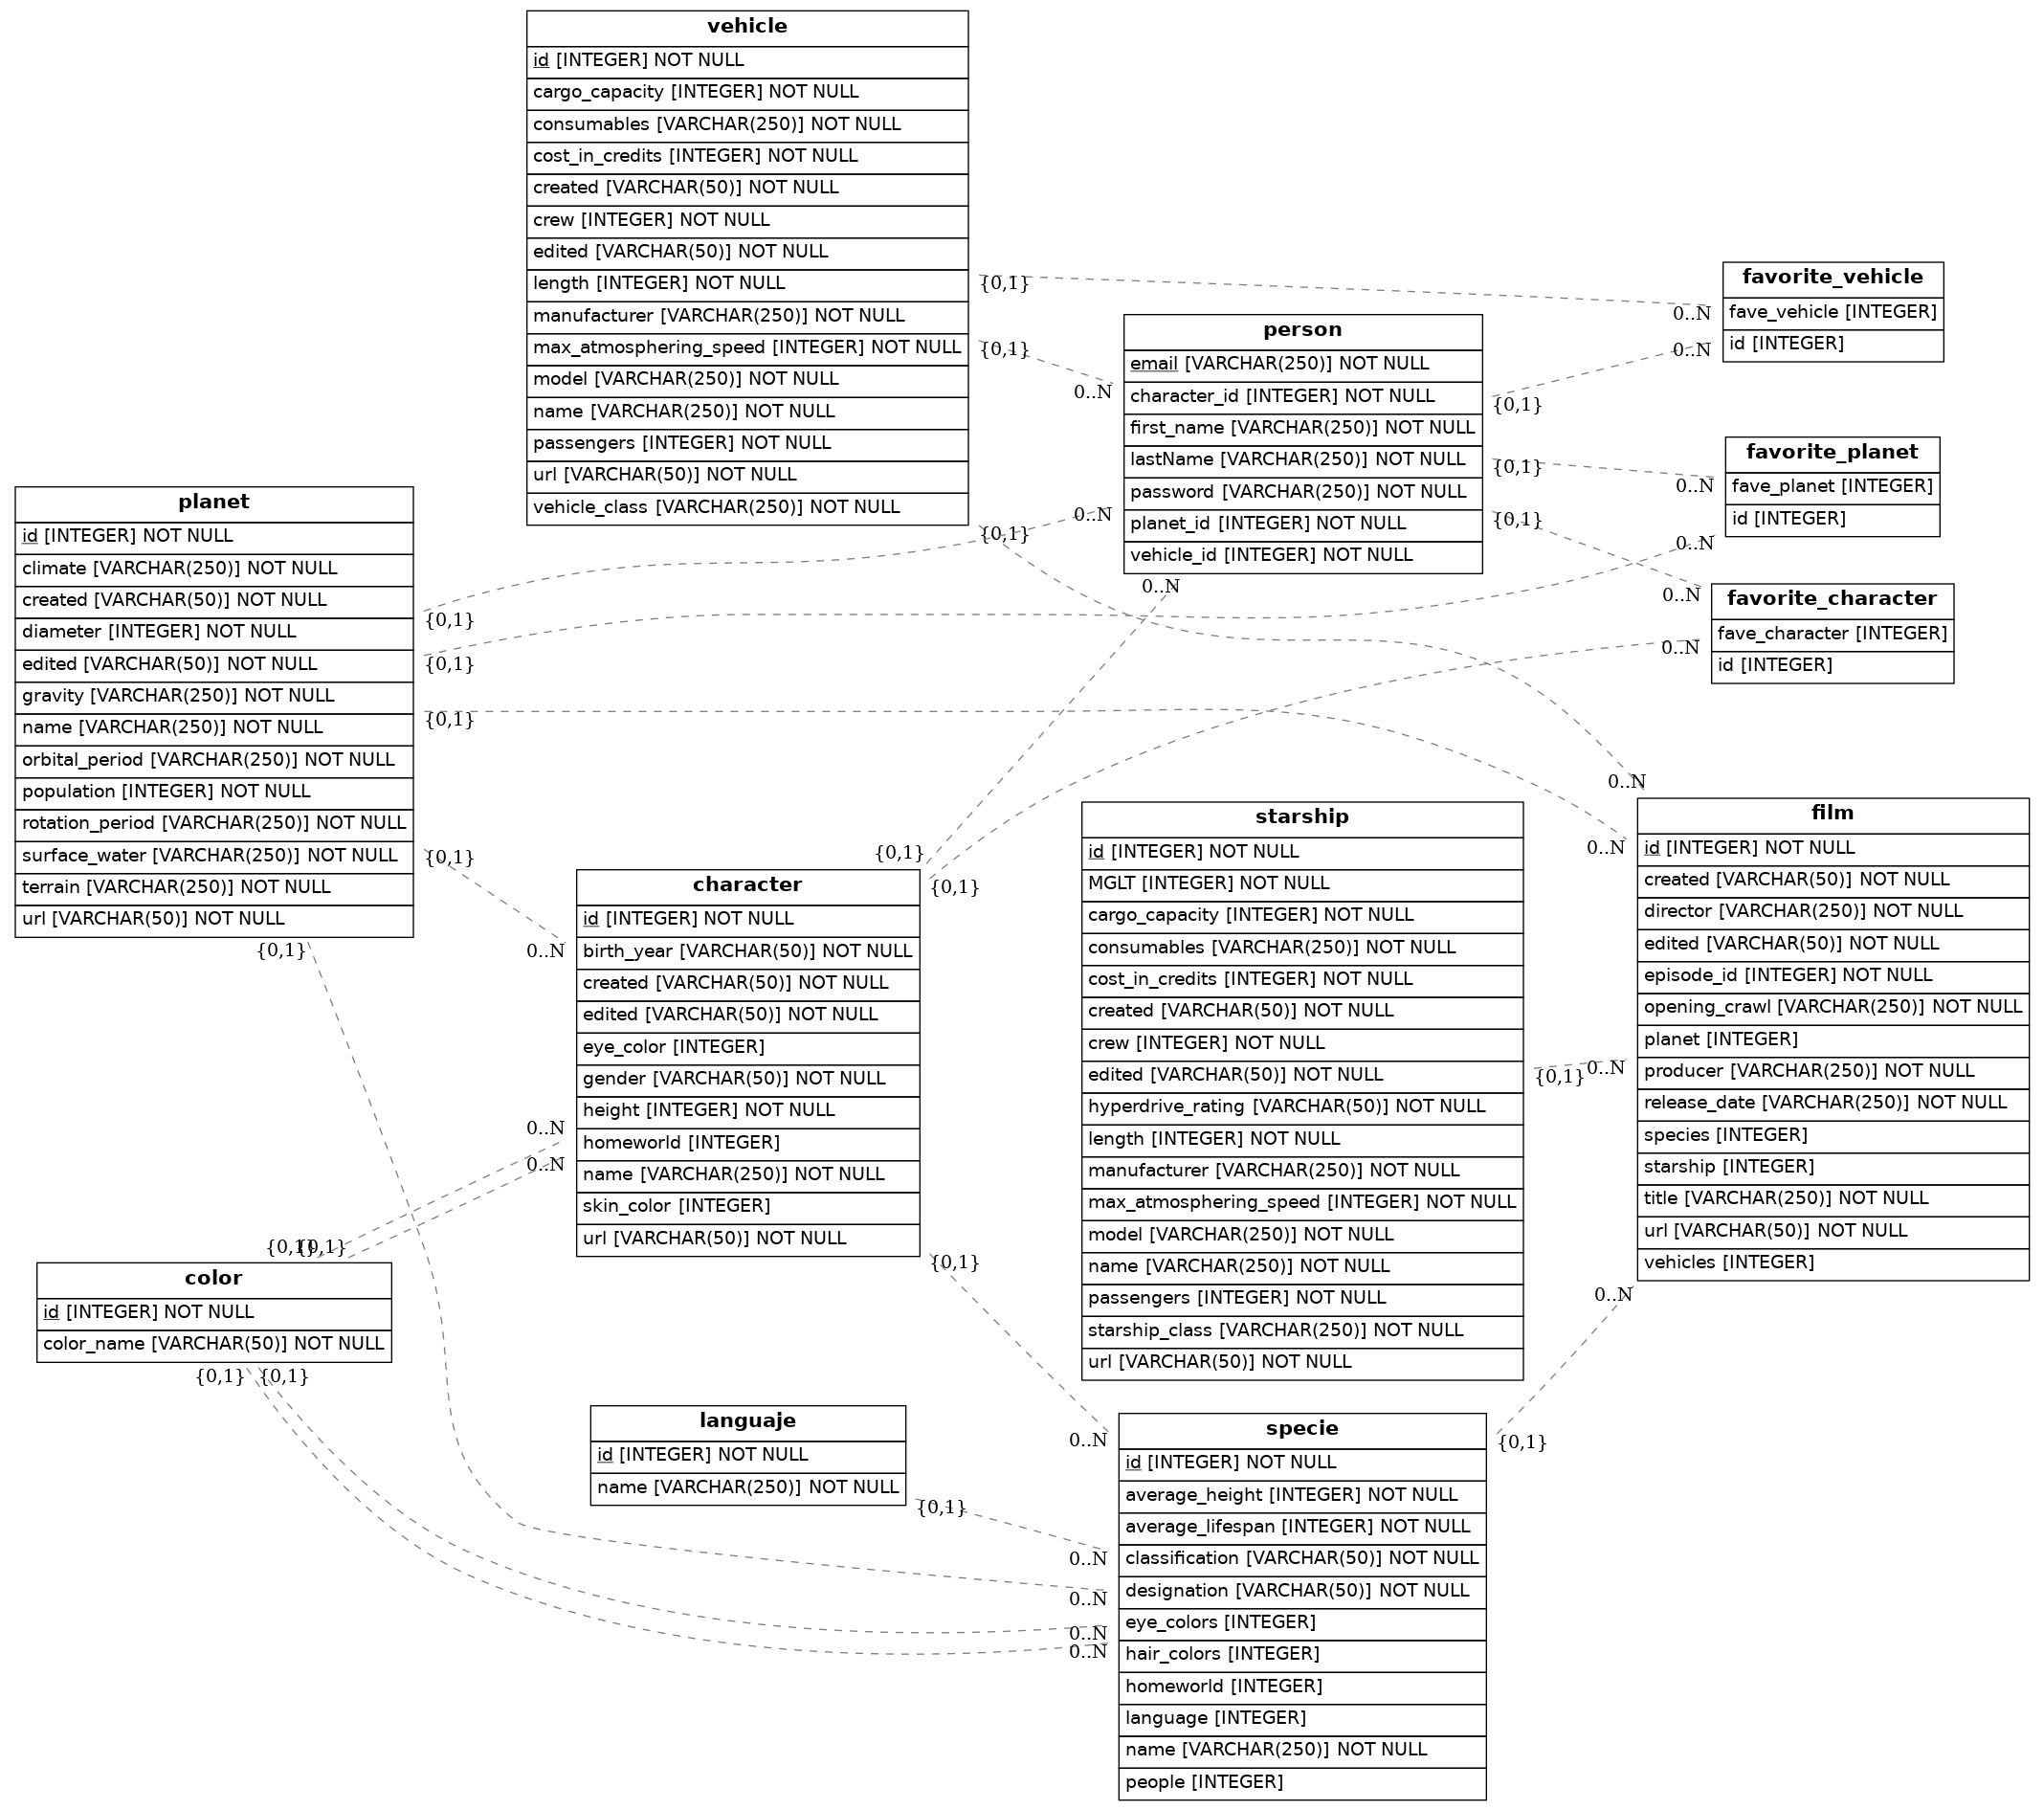 vehicle
id [INTEGER] NOT NULL
cargo_capacity [INTEGER] NOT NULL
consumables [VARCHAR(250)] NOT NULL
cost_in_credits [INTEGER] NOT NULL
created [VARCHAR(50)] NOT NULL
crew [INTEGER] NOT NULL
edited [VARCHAR(50)] NOT NULL
length [INTEGER] NOT NULL
manufacturer [VARCHAR(250)] NOT NULL
max_atmosphering_speed [INTEGER] NOT NULL
model [VARCHAR(250)] NOT NULL
name [VARCHAR(250)] NOT NULL
passengers [INTEGER] NOT NULL
url [VARCHAR(50)] NOT NULL
vehicle_class [VARCHAR(250)] NOT NULL
{0,1}
{0,1}
{0,1}
0..N
0..N
favorite_vehicle
fave_vehicle [INTEGER]
id [INTEGER]
person
email [VARCHAR(250)] NOT NULL
character_id [INTEGER] NOT NULL
first_name [VARCHAR(250)] NOT NULL
lastName [VARCHAR(250)] NOT NULL
password [VARCHAR(250)] NOT NULL
planet_id [INTEGER] NOT NULL
vehicle_id [INTEGER] NOT NULL
0..N
0..N
0..N
{0,1}
{0,1}
{0,1}
favorite_planet
fave_planet [INTEGER]
id [INTEGER]
0..N
0..N
favorite_character
fave_character [INTEGER]
id [INTEGER]
0..N
0..N
planet
id [INTEGER] NOT NULL
climate [VARCHAR(250)] NOT NULL
created [VARCHAR(50)] NOT NULL
diameter [INTEGER] NOT NULL
edited [VARCHAR(50)] NOT NULL
gravity [VARCHAR(250)] NOT NULL
name [VARCHAR(250)] NOT NULL
orbital_period [VARCHAR(250)] NOT NULL
population [INTEGER] NOT NULL
rotation_period [VARCHAR(250)] NOT NULL
surface_water [VARCHAR(250)] NOT NULL
terrain [VARCHAR(250)] NOT NULL
url [VARCHAR(50)] NOT NULL
{0,1}
{0,1}
{0,1}
{0,1}
{0,1}
character
id [INTEGER] NOT NULL
birth_year [VARCHAR(50)] NOT NULL
created [VARCHAR(50)] NOT NULL
edited [VARCHAR(50)] NOT NULL
eye_color [INTEGER]
gender [VARCHAR(50)] NOT NULL
height [INTEGER] NOT NULL
homeworld [INTEGER]
name [VARCHAR(250)] NOT NULL
skin_color [INTEGER]
url [VARCHAR(50)] NOT NULL
{0,1}
{0,1}
0..N
0..N
0..N
{0,1}
starship
id [INTEGER] NOT NULL
MGLT [INTEGER] NOT NULL
cargo_capacity [INTEGER] NOT NULL
consumables [VARCHAR(250)] NOT NULL
cost_in_credits [INTEGER] NOT NULL
created [VARCHAR(50)] NOT NULL
crew [INTEGER] NOT NULL
edited [VARCHAR(50)] NOT NULL
hyperdrive_rating [VARCHAR(50)] NOT NULL
length [INTEGER] NOT NULL
manufacturer [VARCHAR(250)] NOT NULL
max_atmosphering_speed [INTEGER] NOT NULL
model [VARCHAR(250)] NOT NULL
name [VARCHAR(250)] NOT NULL
passengers [INTEGER] NOT NULL
starship_class [VARCHAR(250)] NOT NULL
url [VARCHAR(50)] NOT NULL
{0,1}
film
id [INTEGER] NOT NULL
created [VARCHAR(50)] NOT NULL
director [VARCHAR(250)] NOT NULL
edited [VARCHAR(50)] NOT NULL
episode_id [INTEGER] NOT NULL
opening_crawl [VARCHAR(250)] NOT NULL
planet [INTEGER]
producer [VARCHAR(250)] NOT NULL
release_date [VARCHAR(250)] NOT NULL
species [INTEGER]
starship [INTEGER]
title [VARCHAR(250)] NOT NULL
url [VARCHAR(50)] NOT NULL
vehicles [INTEGER]
0..N
0..N
0..N
0..N
color
id [INTEGER] NOT NULL
color_name [VARCHAR(50)] NOT NULL
{0,1}
{0,1}
{0,1}
{0,1}
languaje
id [INTEGER] NOT NULL
name [VARCHAR(250)] NOT NULL
{0,1}
specie
id [INTEGER] NOT NULL
average_height [INTEGER] NOT NULL
average_lifespan [INTEGER] NOT NULL
classification [VARCHAR(50)] NOT NULL
designation [VARCHAR(50)] NOT NULL
eye_colors [INTEGER]
hair_colors [INTEGER]
homeworld [INTEGER]
language [INTEGER]
name [VARCHAR(250)] NOT NULL
people [INTEGER]
0..N
0..N
0..N
0..N
0..N
{0,1}